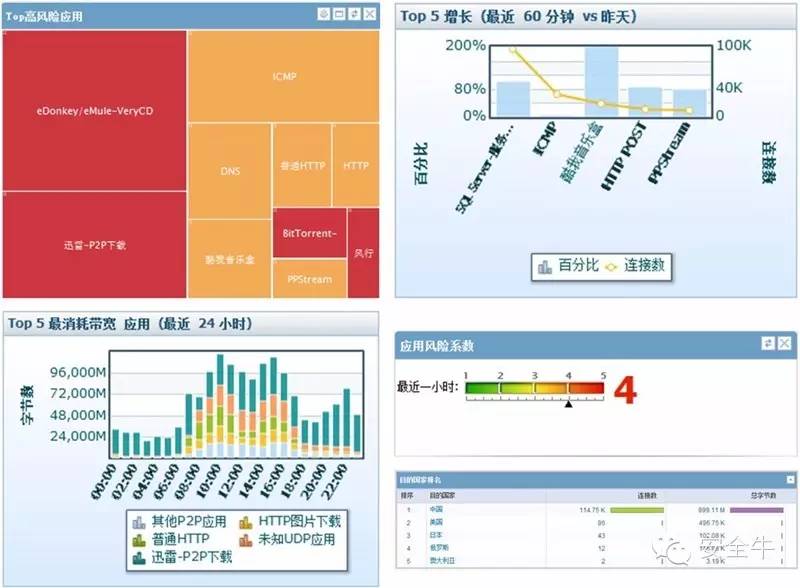 Top高风险应用
eDonkey/eMule-VeryCD
ICMP
DNS
普通HTTP
HTTP
迅雷-P2P下载
BitTorrent-
风行
酷我音乐盒
PPStream
Top 5 增长（最近 60 分钟 vs昨天）
200%
80%
0%
100K
40K
0
百分比
连接数
SQL Server-服务...
ICMP
酷我音乐盒
HTTP POST
PPStream
百分比
连接数
Top 5 最消耗带宽 应用（最近 24 小时）
字节数
96,000M
72,000M
48,000M
24,000M
00:00
02:00
04:00
06:00
08:00
10:00
12:00
14:00
16:00
18:00
20:00
22:00
其他P2P应用
HTTP图片下载
普通HTTP
未知UDP应用
迅雷-P2P下载
应用风险系数
最近一小时:
1 2 3 4 5
4
目的国家排名
排序 目的国家 连接数 总字节数
1 中国 114.75 K 899.11 M
2 美国 96 496.75 K
3 日本 43
4 俄罗斯 12
5 澳大利亚 2 3.19 K
安全牛